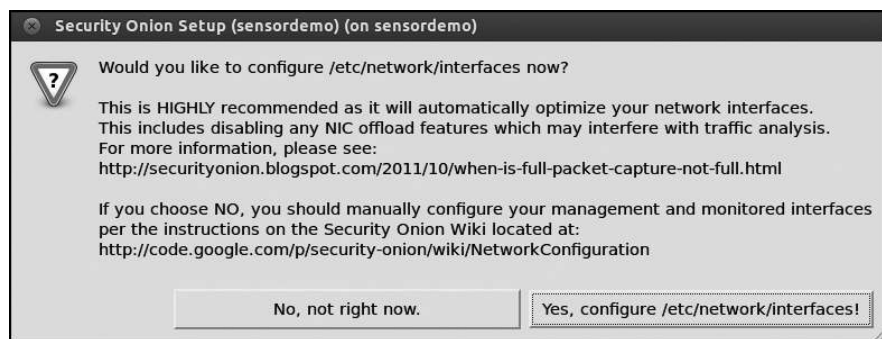 Security Onion Setup (sensordemo) (on sensordemo)
?
Would you like to configure /etc/network/interfaces now?
This is HIGHLY recommended as it will automatically optimize your network interfaces.
This includes disabling any NIC offload features which may interfere with traffic analysis.
For more information, please see:
http://securityonion.blogspot.com/2011/10/when-is-full-packet-capture-not-full.html
If you choose NO, you should manually configure your management and monitored interfaces
per the instructions on the Security Onion Wiki located at:
http://code.google.com/p/security-onion/wiki/NetworkConfiguration
No, not right now.
Yes, configure /etc/network/interfaces!